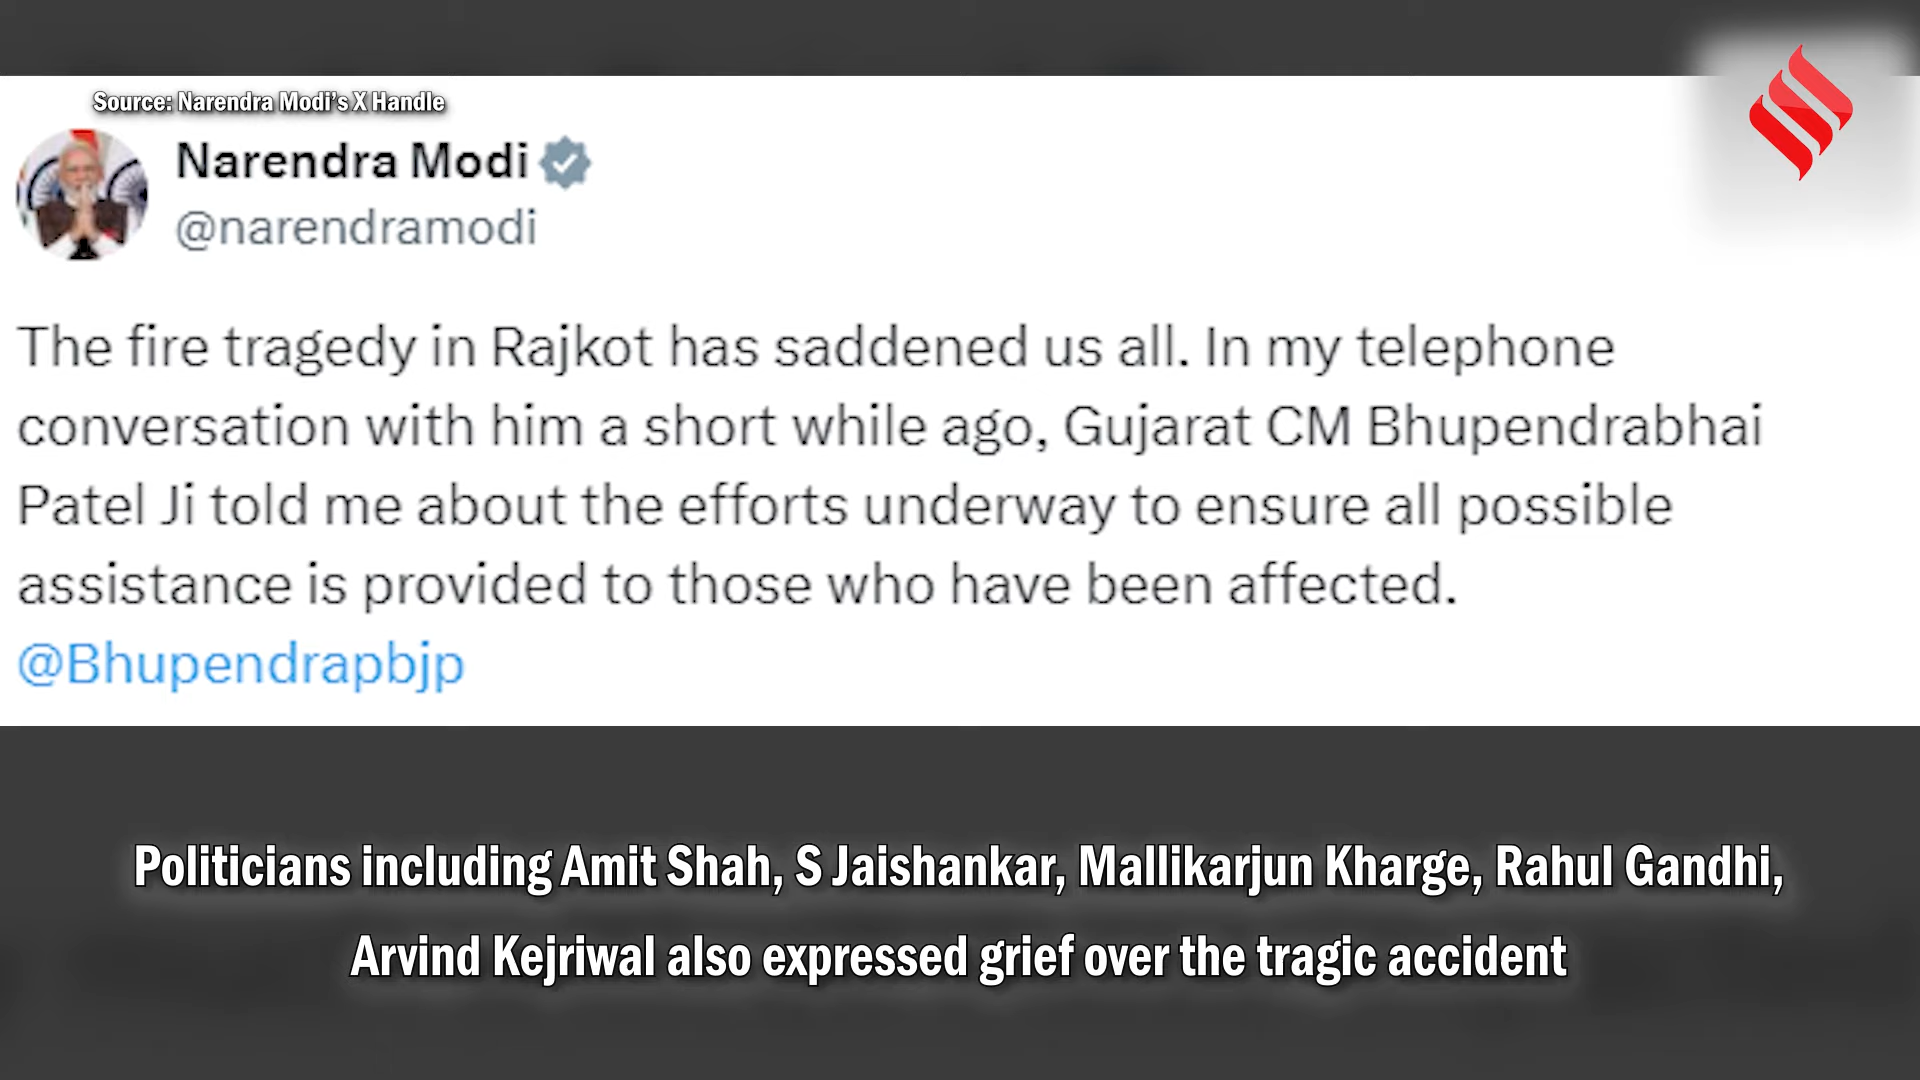 Source: Narendra Modi's X Handle
Narendra Modi
@narendramodi
The fire tragedy in Rajkot has saddened us all. In my telephone
conversation with him a short while ago, Gujarat CM Bhupendrabhai
Patel Ji told me about the efforts underway to ensure all possible
assistance is provided to those who have been affected.
@Bhupendrapbjp
Politicians including Amit Shah, S Jaishankar, Mallikarjun Kharge, Rahul Gandhi,
Arvind Kejriwal also expressed grief over the tragic accident